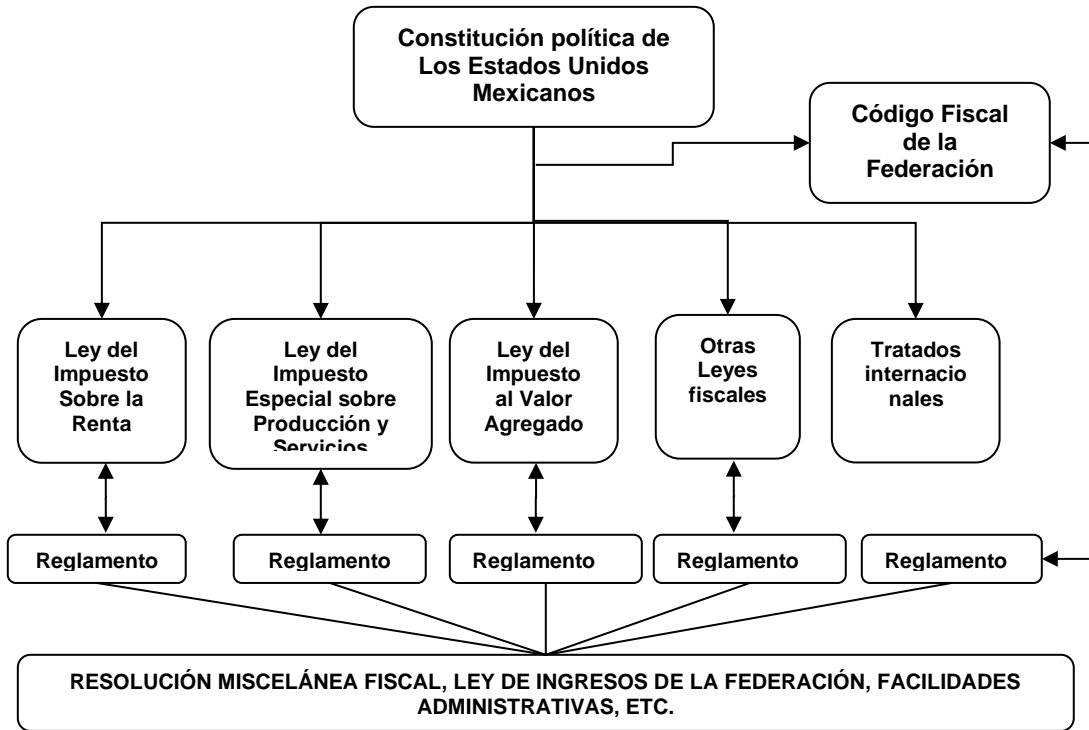 Constitución política de
Los Estados Unidos
Mexicanos
Código Fiscal
de la
Federación
Ley del
Impuesto
Sobre la
Renta
Ley del
Impuesto
Especial sobre
Producción y
Servicios
Ley del
Impuesto
al Valor
Agregado
Otras
Leyes
fiscales
Tratados
internacio
nales
Reglamento
Reglamento
Reglamento
Reglamento
Reglamento
RESOLUCIÓN MISCELÁNEA FISCAL, LEY DE INGRESOS DE LA FEDERACIÓN, FACILIDADES
ADMINISTRATIVAS, ETC.